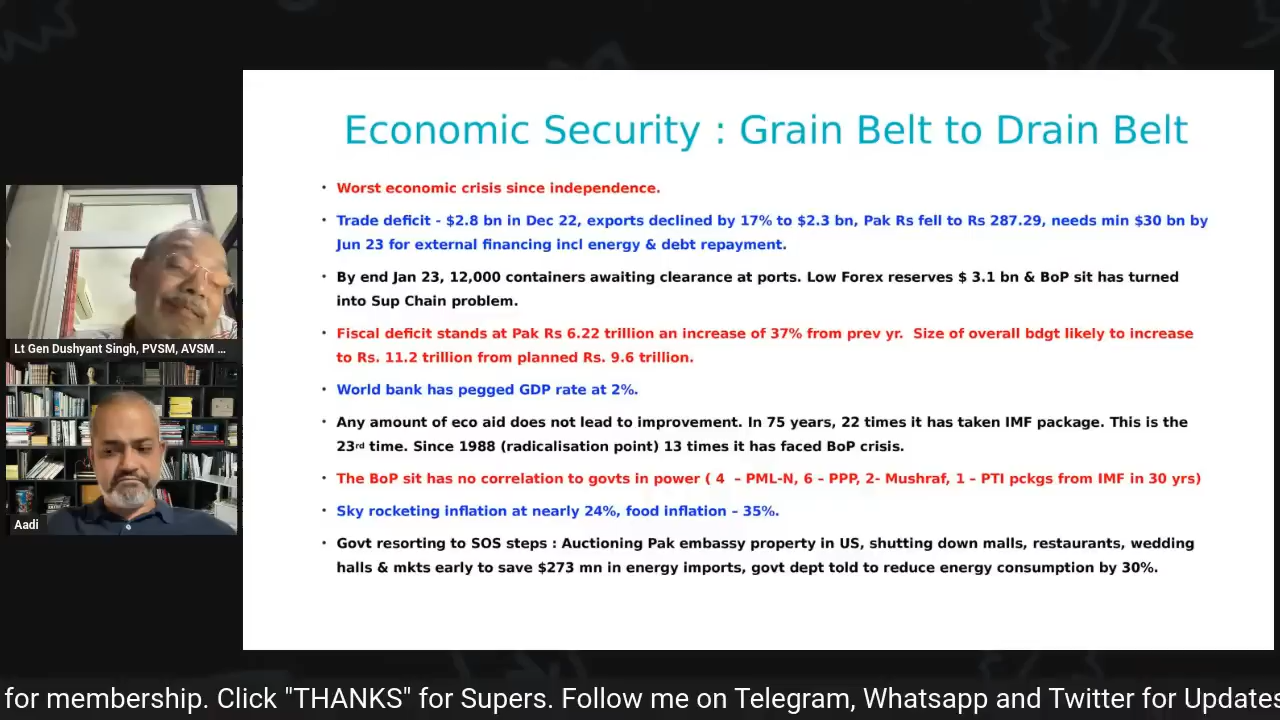 Economic Security : Grain Belt to Drain Belt
• Worst economic crisis since independence.
• Trade deficit - $2.8 bn in Dec 22, exports declined by 17% to $2.3 bn, Pak Rs fell to Rs 287.29, needs min $30 bn by
Jun 23 for external financing incl energy & debt repayment.
• By end Jan 23, 12,000 containers awaiting clearance at ports. Low Forex reserves $ 3.1 bn & BoP sit has turned
into Sup Chain problem.
• Fiscal deficit stands at Pak Rs 6.22 trillion an increase of 37% from prev yr.  Size of overall bdgt likely to increase
to Rs. 11.2 trillion from planned Rs. 9.6 trillion.
• World bank has pegged GDP rate at 2%.
• Any amount of eco aid does not lead to improvement. In 75 years, 22 times it has taken IMF package. This is the
23rd time. Since 1988 (radicalisation point) 13 times it has faced BoP crisis.
• The BoP sit has no correlation to govts in power ( 4  – PML-N, 6 – PPP, 2- Mushraf, 1 – PTI pckgs from IMF in 30 yrs)
• Sky rocketing inflation at nearly 24%, food inflation – 35%.
• Govt resorting to SOS steps : Auctioning Pak embassy property in US, shutting down malls, restaurants, wedding
halls & mkts early to save $273 mn in energy imports, govt dept told to reduce energy consumption by 30%.
Lt Gen Dushyant Singh, PVSM, AVSM ...
Aadi
for membership. Click "THANKS" for Supers. Follow me on Telegram, Whatsapp and Twitter for Updates